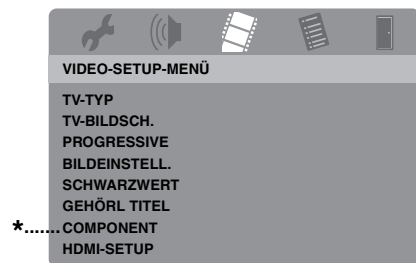 VIDEO-SETUP-MENÜ
TV-TYP
TV-BILDSCH.
PROGRESSIVE
BILDEINSTELL.
SCHWARZWERT
GEHÖRL TITEL
*.......COMPONENT
HDMI-SETUP